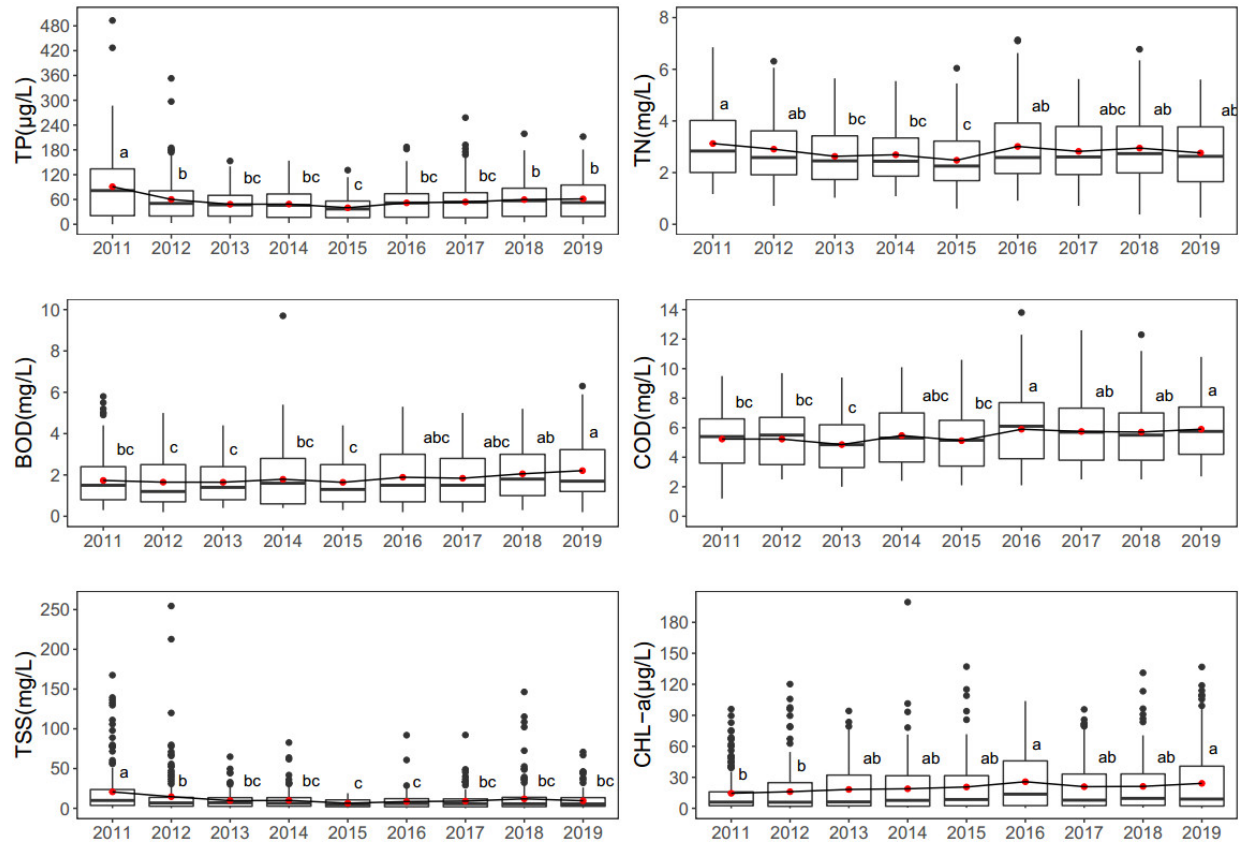 TP(µg/L)
480
420
360
300
240
180
120
60
0
a
b
bc
bc
c
bc
bc
b
b
2011 2012 2013 2014 2015 2016 2017 2018 2019
TN(mg/L)
8
6
4
2
0
a
ab
bc
bc
c
ab
abc
ab
ab
2011 2012 2013 2014 2015 2016 2017 2018 2019
BOD(mg/L)
10
8
6
4
2
0
bc
c
c
bc
c
abc
abc
ab
a
2011 2012 2013 2014 2015 2016 2017 2018 2019
COD(mg/L)
14
12
10
8
6
4
2
0
bc
bc
c
abc
bc
a
ab
ab
a
2011 2012 2013 2014 2015 2016 2017 2018 2019
TSS(mg/L)
250
200
150
100
50
0
a
b
bc
bc
c
c
bc
bc
bc
2011 2012 2013 2014 2015 2016 2017 2018 2019
CHL−a(µg/L)
180
150
120
90
60
30
0
b
b
ab
ab
ab
a
ab
ab
a
2011 2012 2013 2014 2015 2016 2017 2018 2019